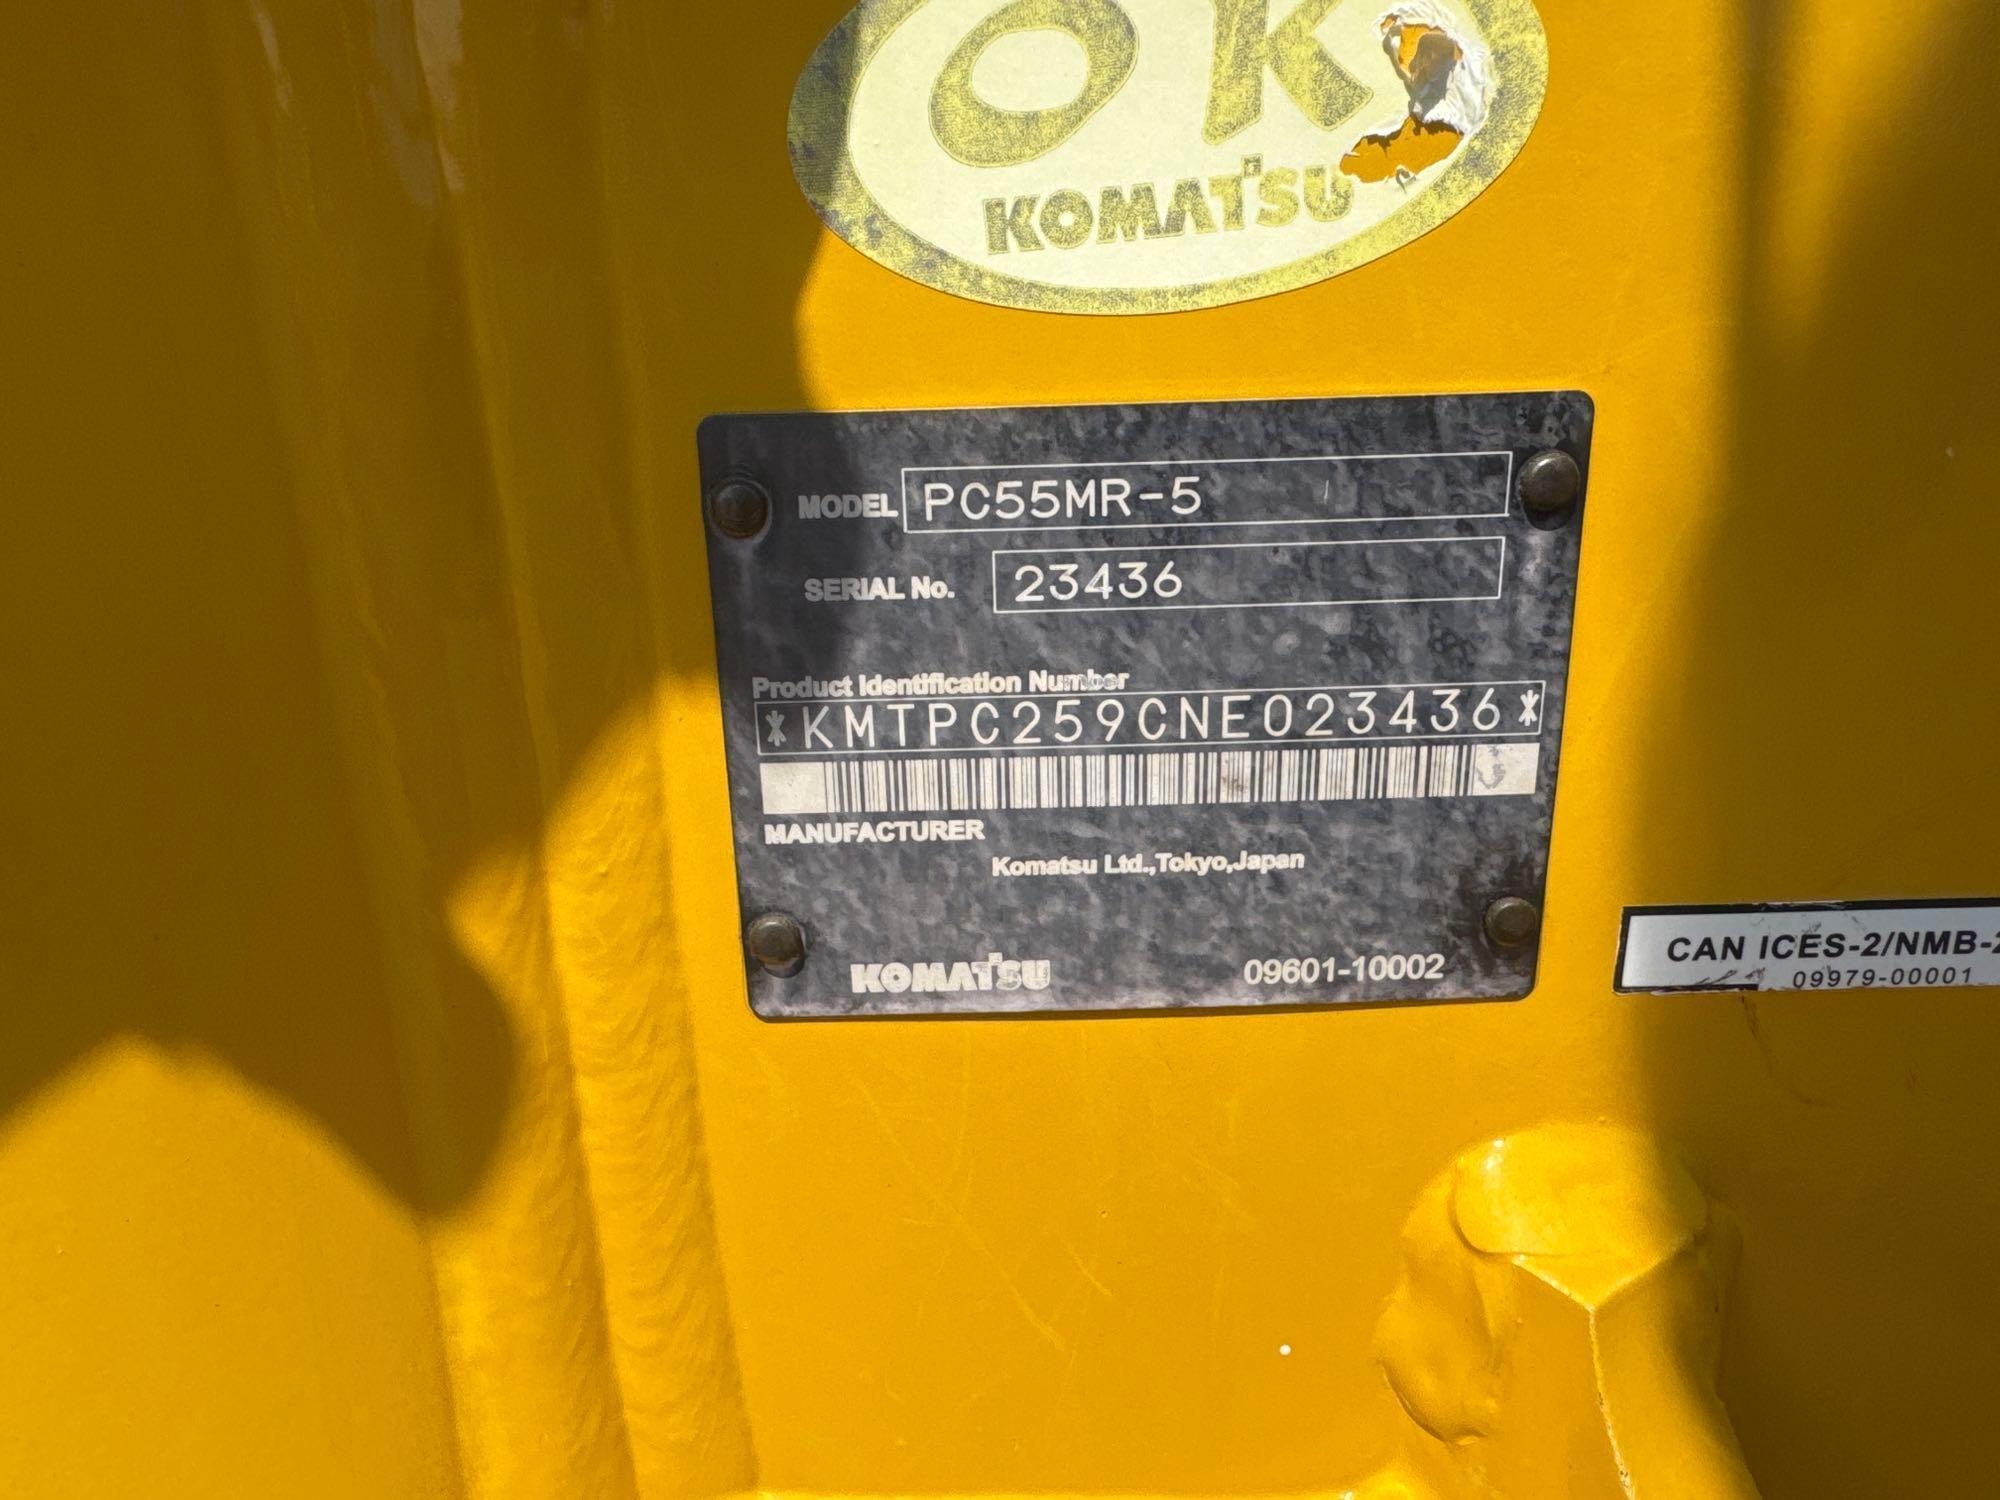 OK
KOMATSU
MODEL PC55MR-5
SERIAL No. 23436
Product Identification Number
*KMTPC259CNE023436*
MANUFACTURER
Komatsu Ltd.,Tokyo,Japan
KOMATSU 09601-10002
CAN ICES-2/NMB-2
09979-00001